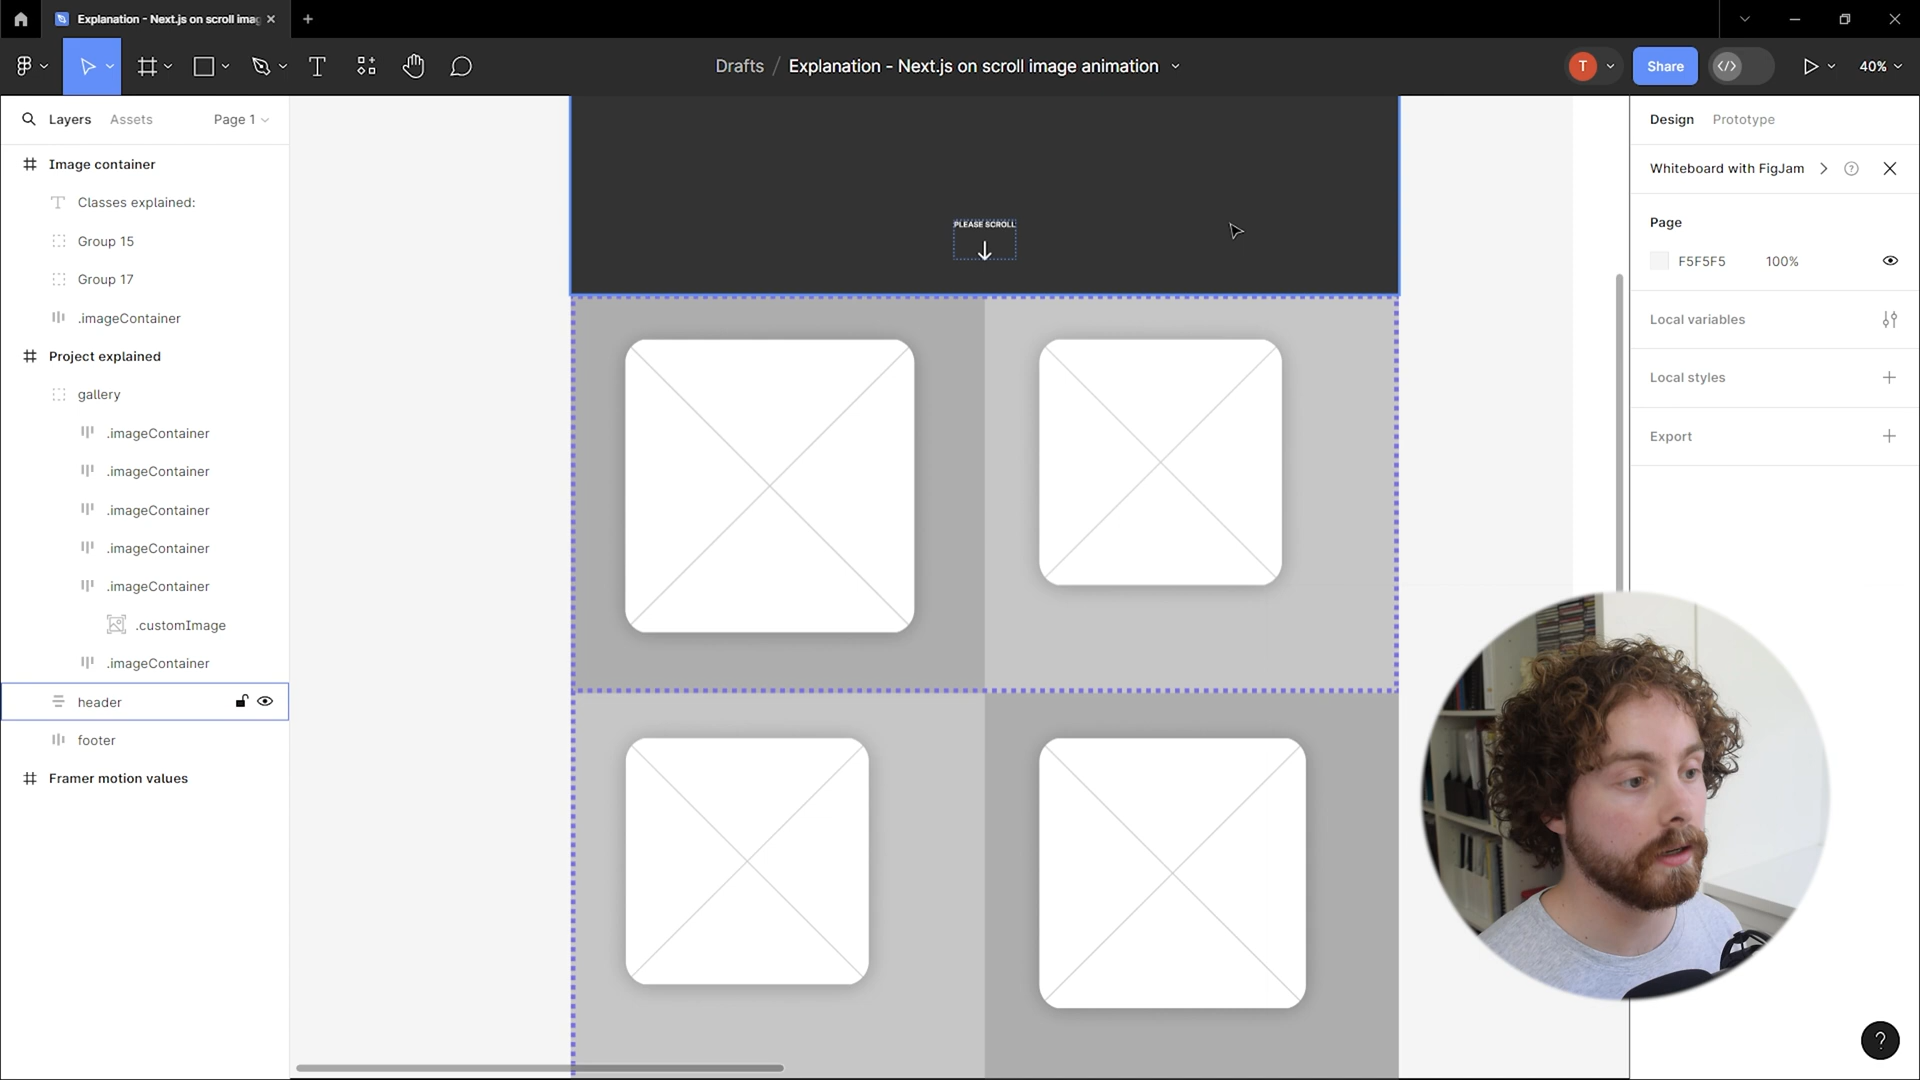 Explanation - Next.js on scroll imag
Drafts / Explanation - Next.js on scroll image animation
T
Share
40%
Layers
Assets
Page 1
Design
Prototype
Image container
Classes explained:
Group 15
Group 17
.imageContainer
Project explained
gallery
.imageContainer
.imageContainer
.imageContainer
.imageContainer
.imageContainer
.customImage
.imageContainer
header
footer
Framer motion values
PLEASE SCROLL
Whiteboard with FigJam
?
Page
F5F5F5
100%
Local variables
Local styles
Export
?